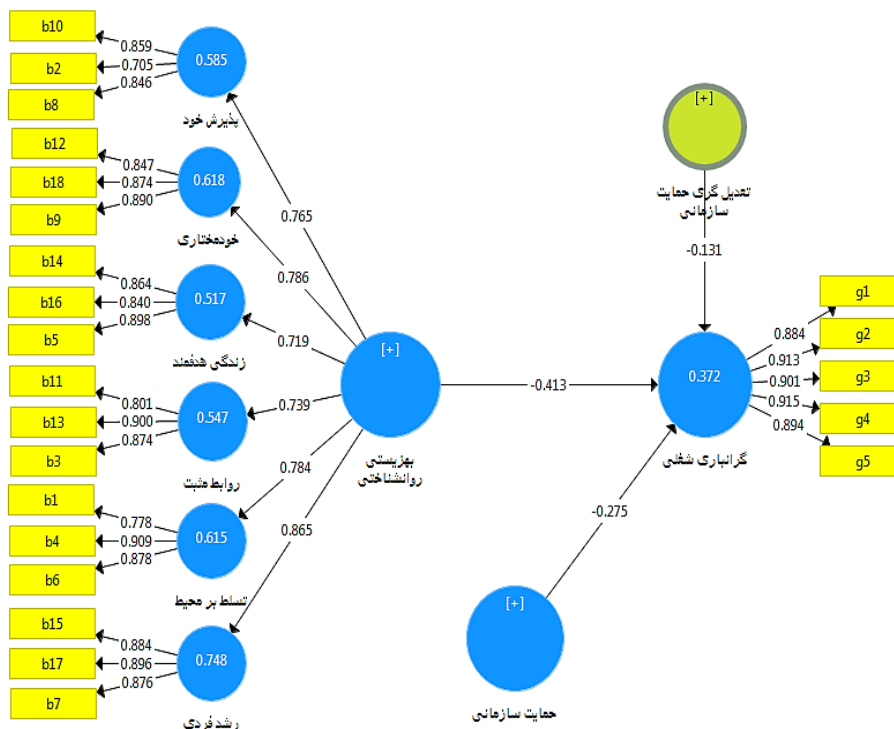 b10
0.859
b2
0.705
0.846
b8
0.585
پذیرش خود
b12
0.847
b18
0.874
0.890
b9
0.618
خودمختاری
b14
0.864
b16
0.840
0.898
b5
0.517
زندگی هدفمند
b11
0.801
b13
0.900
0.874
b3
0.547
روابط مثبت
b1
0.778
b4
0.909
0.878
b6
0.615
تسلط بر محیط
b15
0.884
b17
0.896
0.876
b7
0.748
رشد فردی
0.765
0.786
0.719
0.739
0.784
0.865
[+]
بهزیستی
روانشناختی
-0.413
[+]
تعدیل گری حمایت
سازمانی
-0.131
0.372
گرانباری شغلی
-0.275
[+]
حمایت سازمانی
g1
0.884
g2
0.913
g3
0.901
g4
0.915
0.894
g5